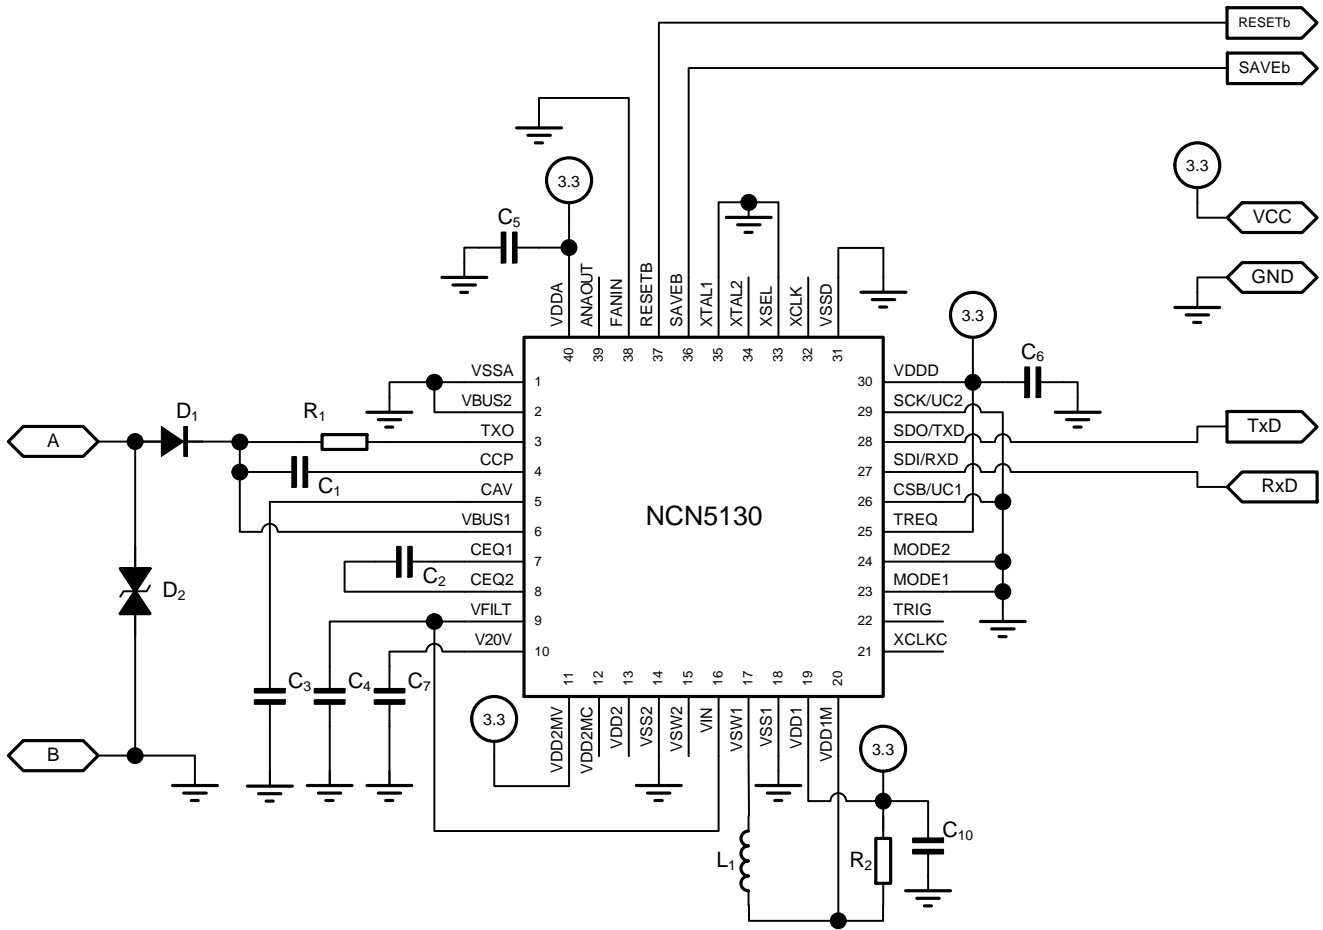 RESETb
SAVEb
3.3
VCC
GND
3.3
C5
VDDA
ANAOUT
FANIN
RESETB
SAVEB
XTAL1
XTAL2
XSEL
XCLK
VSSD
40
39
38
37
36
35
34
33
32
31
3.3
C6
A
B
D1
R1
C1
D2
C2
C3
C4
C7
VSSA 1
VBUS2 2
TXO 3
CCP 4
CAV 5
VBUS1 6
CEQ1 7
CEQ2 8
VFILT 9
V20V 10
NCN5130
30 VDDD
29 SCK/UC2
28 SDO/TXD
27 SDI/RXD
26 CSB/UC1
25 TREQ
24 MODE2
23 MODE1
22 TRIG
21 XCLKC
TxD
RxD
11
12
13
14
15
16
17
18
19
20
VDD2MV
VDD2MC
VDD2
VSS2
VSW2
VIN
VSW1
VSS1
VDD1
VDD1M
3.3
3.3
L1
R2
C10